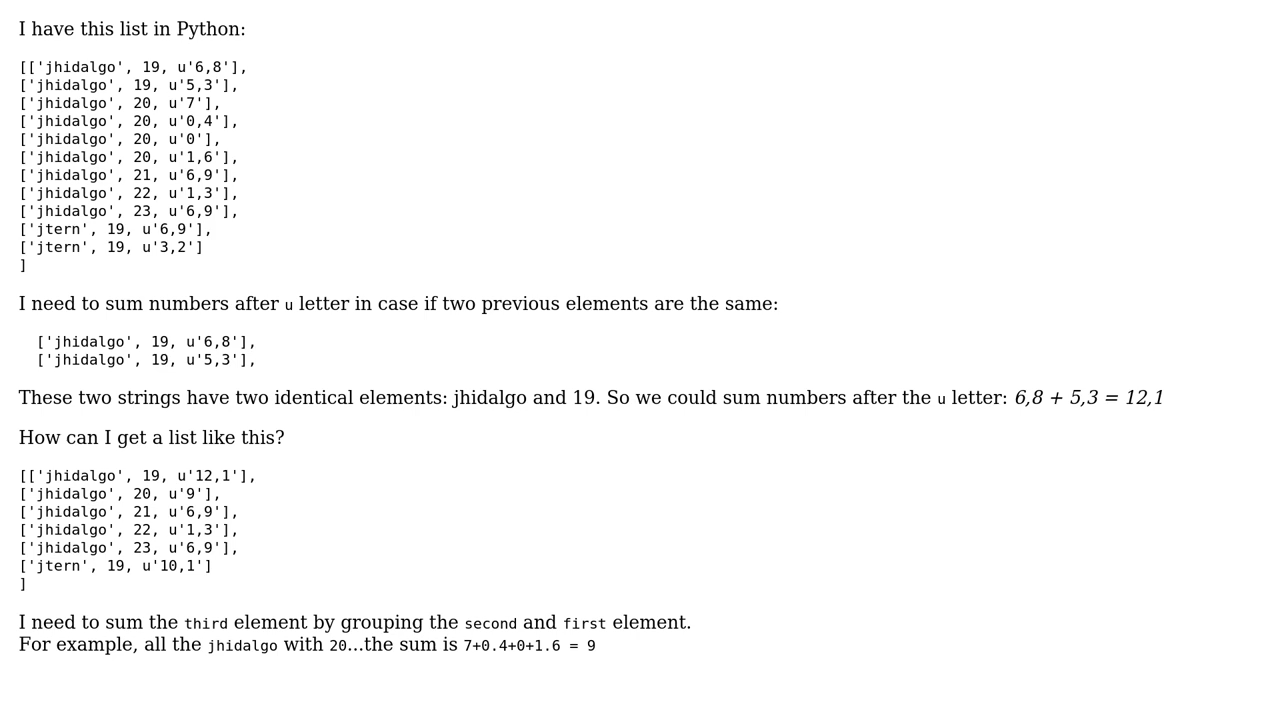 I have this list in Python:
[['jhidalgo', 19, u'6,8'],
['jhidalgo', 19, u'5,3'],
['jhidalgo', 20, u'7'],
['jhidalgo', 20, u'0,4'],
['jhidalgo', 20, u'0'],
['jhidalgo', 20, u'1,6'],
['jhidalgo', 21, u'6,9'],
['jhidalgo', 22, u'1,3'],
['jhidalgo', 23, u'6,9'],
['jtern', 19, u'6,9'],
['jtern', 19, u'3,2']
]
I need to sum numbers after u letter in case if two previous elements are the same:
['jhidalgo', 19, u'6,8'],
['jhidalgo', 19, u'5,3'],
These two strings have two identical elements: jhidalgo and 19. So we could sum numbers after the u letter: 6,8 + 5,3 = 12,1
How can I get a list like this?
[['jhidalgo', 19, u'12,1'],
['jhidalgo', 20, u'9'],
['jhidalgo', 21, u'6,9'],
['jhidalgo', 22, u'1,3'],
['jhidalgo', 23, u'6,9'],
['jtern', 19, u'10,1']
]
I need to sum the third element by grouping the second and first element.
For example, all the jhidalgo with 20...the sum is 7+0.4+0+1.6 = 9